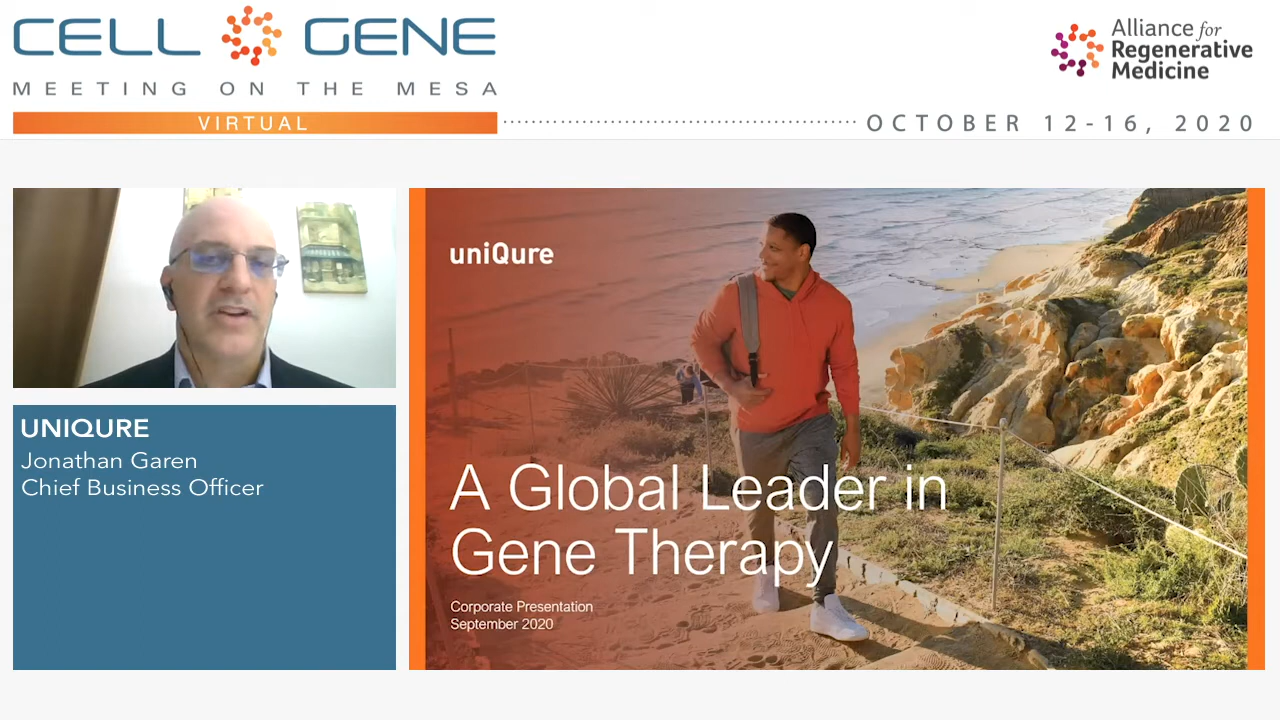 CELL GENE
MEETING ON THE MESA
VIRTUAL
Alliance for
Regenerative
Medicine
OCTOBER 12-16, 2020
UNIQURE
Jonathan Garen
Chief Business Officer
uniQure
A Global Leader in
Gene Therapy
Corporate Presentation
September 2020